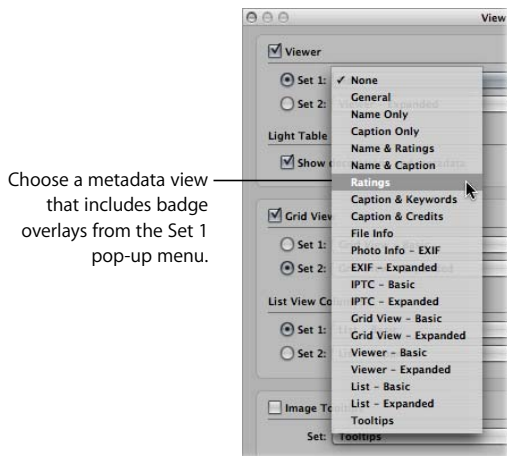 View
Viewer
Set 1:
Set 2:
Light Table
Show
Grid View
Set 1:
Set 2:
List View Co
Set 1:
Set 2:
Image To
Set: Tooltips
✓ None
General
Name Only
Caption Only
Name & Ratings
Name & Caption
Ratings
Caption & Keywords
Caption & Credits
File Info
Photo Info - EXIF
EXIF - Expanded
IPTC - Basic
IPTC - Expanded
Grid View - Basic
Grid View - Expanded
Viewer - Basic
Viewer - Expanded
List - Basic
List - Expanded
Tooltips
Choose a metadata view
that includes badge
overlays from the Set 1
pop-up menu.